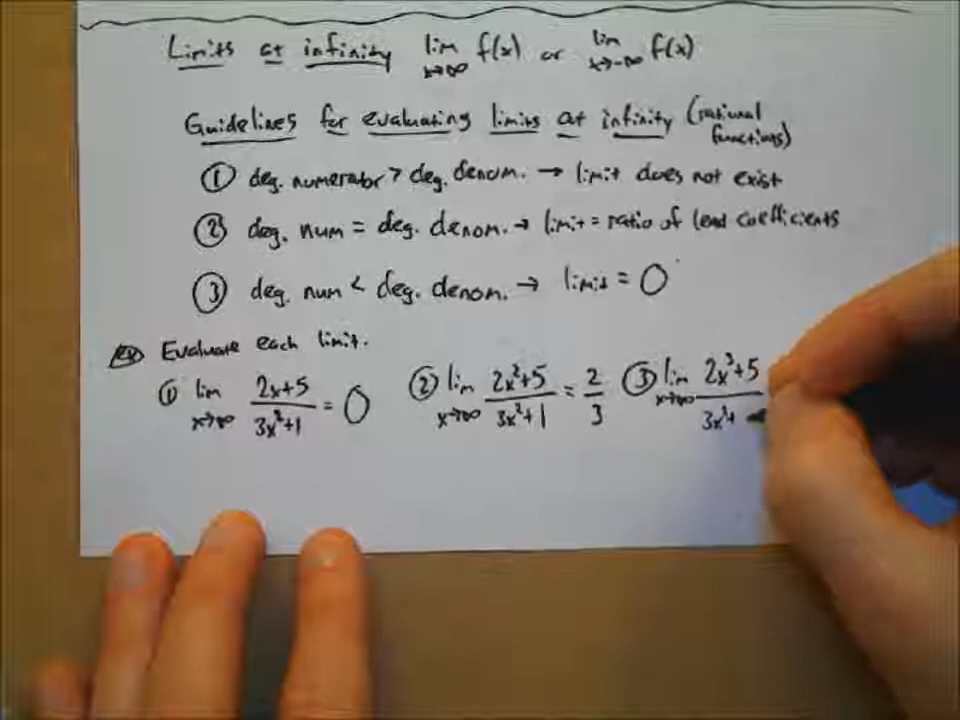 Limits at infinity lim x→∞ f(x) or lim x→-∞ f(x)
Guidelines for evaluating limits at infinity (rational functions)
① deg. numerator > deg. denom. → limit does not exist
② deg. num = deg. denom. → limit = ratio of lead coefficients
③ deg. num < deg. denom. → limit = 0
Ex Evaluate each limit.
① lim x→∞ (2x+5)/(3x²+1) = 0 ② lim x→∞ (2x²+5)/(3x²+1) = 2/3 ③ lim x→∞ (2x³+5)/(3x²+